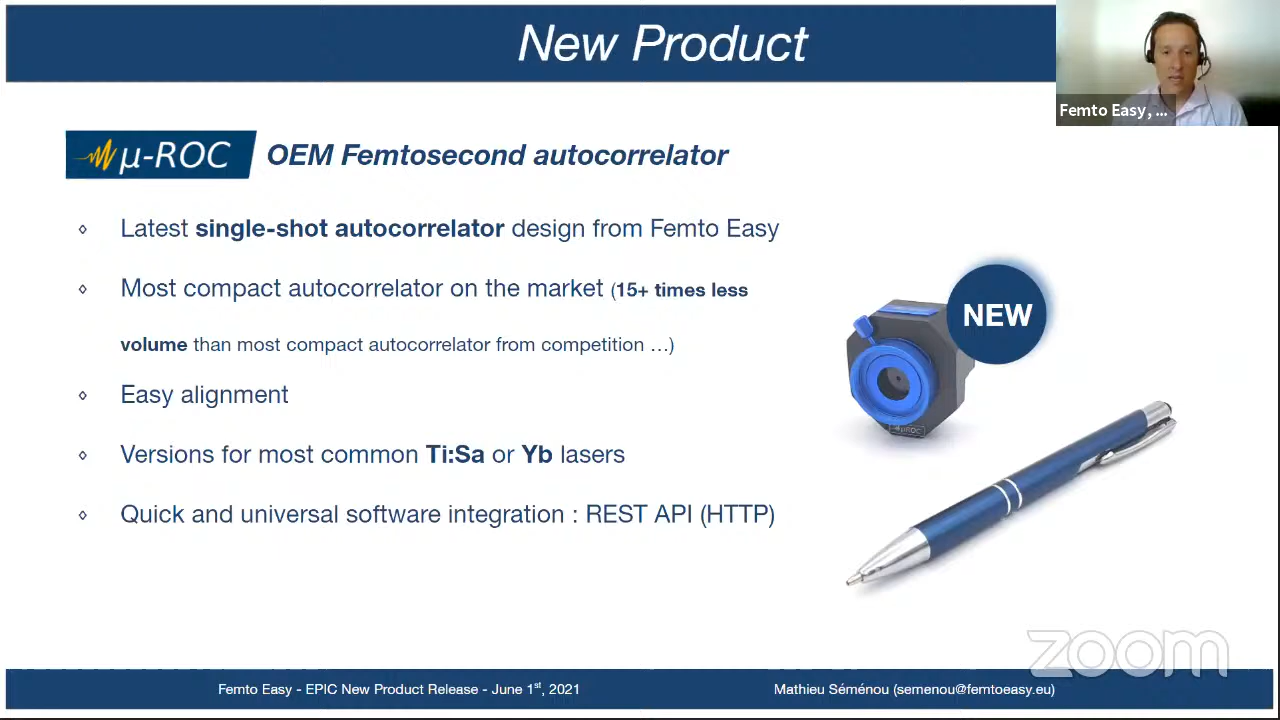 New Product
Femto Easy, ...
μ-ROC
OEM Femtosecond autocorrelator
◊ Latest single-shot autocorrelator design from Femto Easy
◊ Most compact autocorrelator on the market (15+ times less
volume than most compact autocorrelator from competition …)
NEW
◊ Easy alignment
μROC
◊ Versions for most common Ti:Sa or Yb lasers
◊ Quick and universal software integration : REST API (HTTP)
zoom
Femto Easy - EPIC New Product Release - June 1st, 2021
Mathieu Séménou (semenou@femtoeasy.eu)